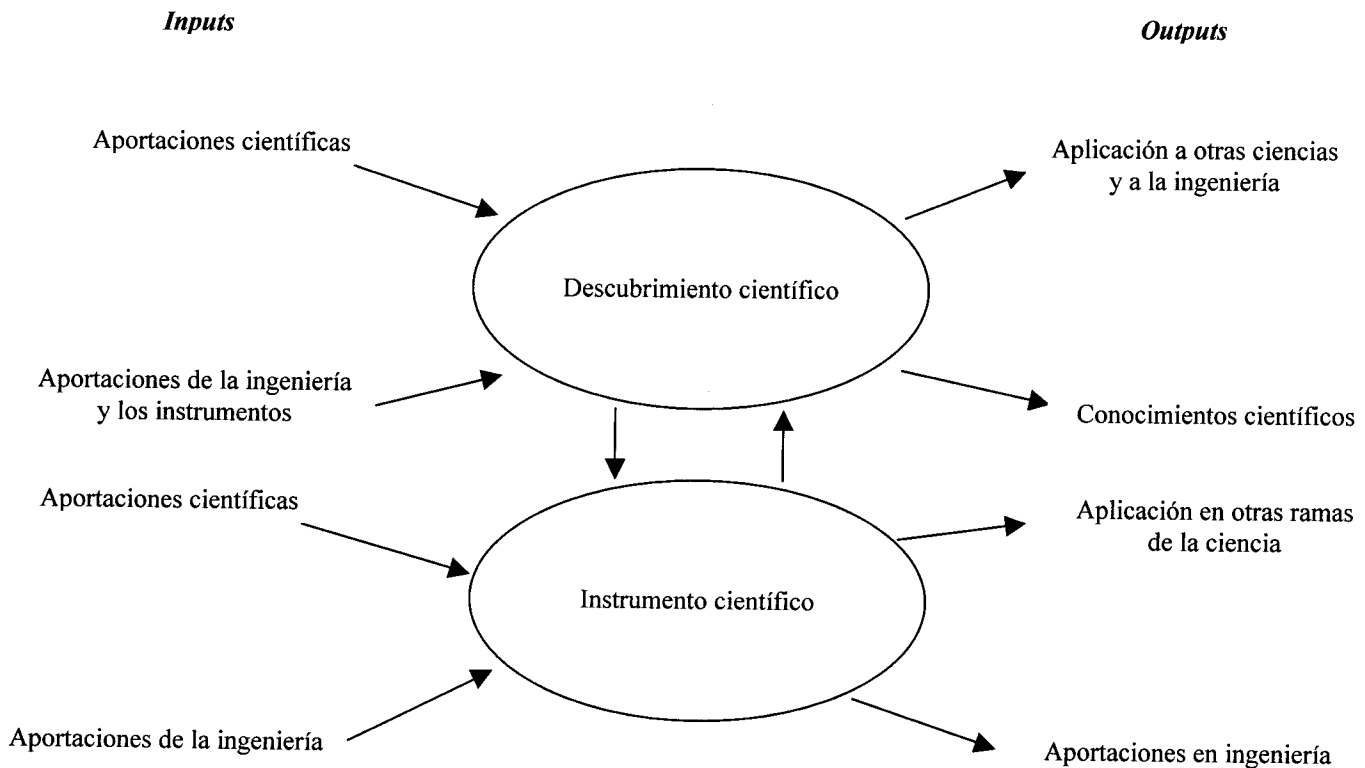 Inputs
Outputs
Aportaciones científicas
Aplicación a otras ciencias
y a la ingeniería
Descubrimiento científico
Aportaciones de la ingeniería
y los instrumentos
Conocimientos científicos
Aportaciones científicas
Aplicación en otras ramas
de la ciencia
Instrumento científico
Aportaciones de la ingeniería
Aportaciones en ingeniería